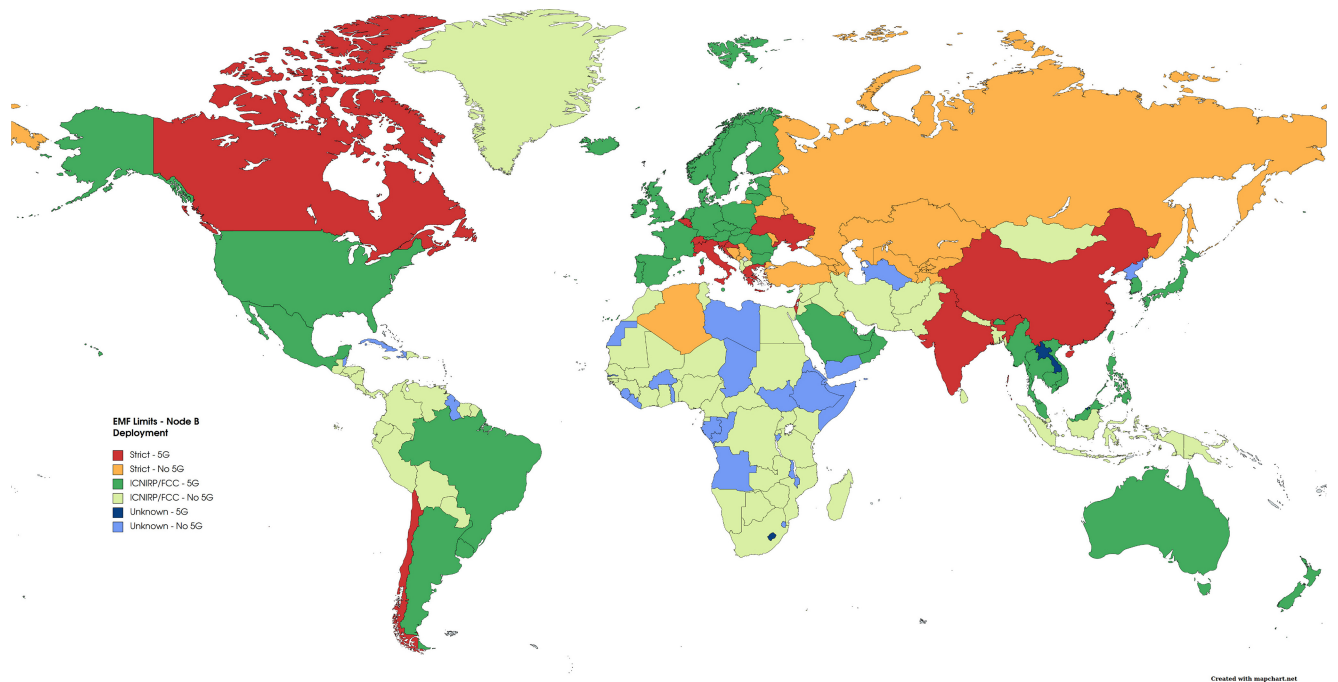 EMF Limits - Node B
Deployment
Strict - 5G
Strict - No 5G
ICNIRP/FCC - 5G
ICNIRP/FCC - No 5G
Unknown - 5G
Unknown - No 5G
Created with mapchart.net